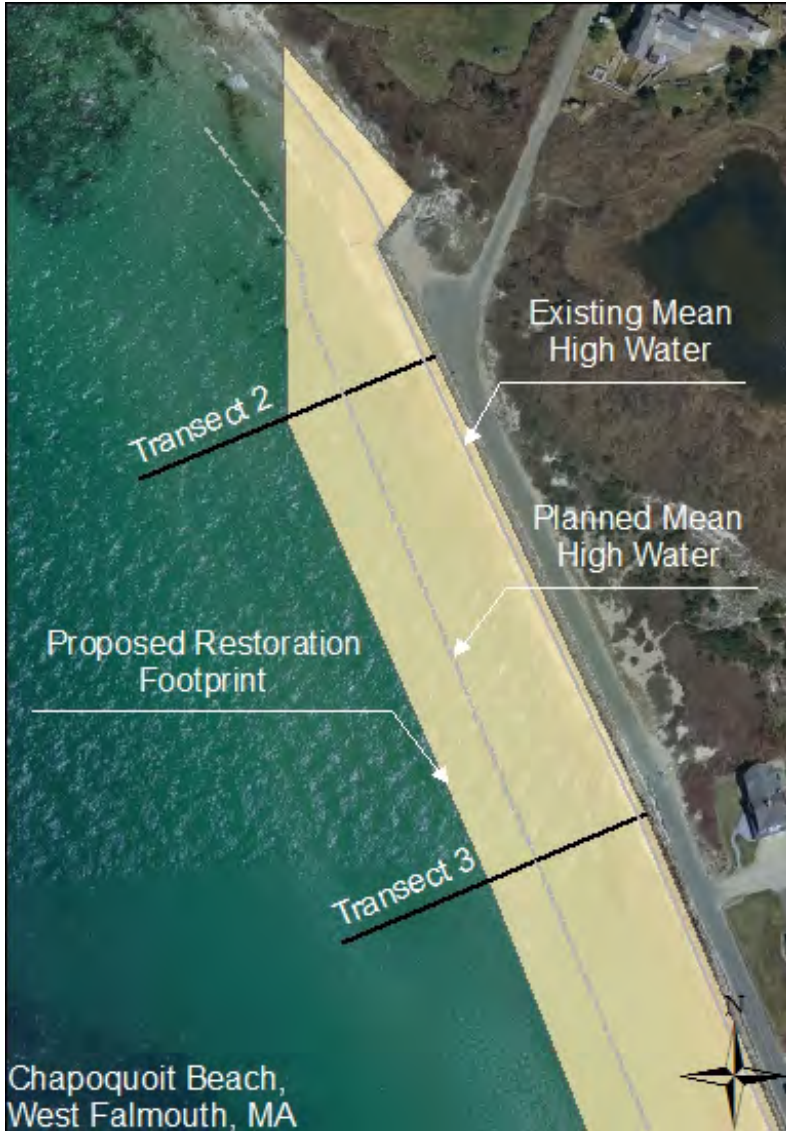 Existing Mean
High Water
Transect 2
Planned Mean
High Water
Proposed Restoration
Footprint
Transect 3
N
Chapoquoit Beach,
West Falmouth, MA